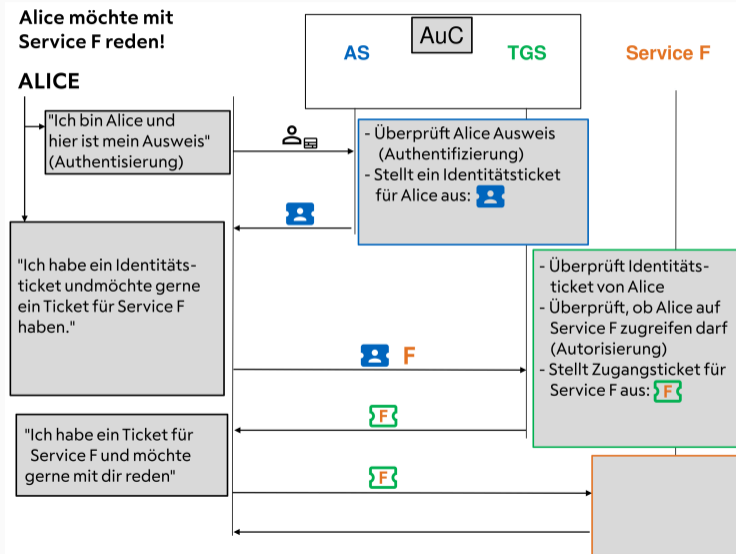 Alice möchte mit
Service F reden!
AuC
AS
TGS
Service F
ALICE
"Ich bin Alice und
hier ist mein Ausweis"
(Authentisierung)
- Überprüft Alice Ausweis
(Authentifizierung)
- Stellt ein Identitätsticket
für Alice aus:
"Ich habe ein Identitäts-
ticket undmöchte gerne
ein Ticket für Service F
haben."
- Überprüft Identitäts-
ticket von Alice
- Überprüft, ob Alice auf
Service F zugreifen darf
(Autorisierung)
- Stellt Zugangsticket für
Service F aus: F
F
F
"Ich habe ein Ticket für
Service F und möchte
gerne mit dir reden"
F